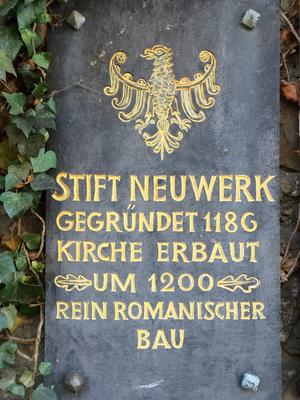 STIFT NEUWERK
GEGRÜNDET 1186
KIRCHE ERBAUT
UM 1200
REIN ROMANISCHER
BAU